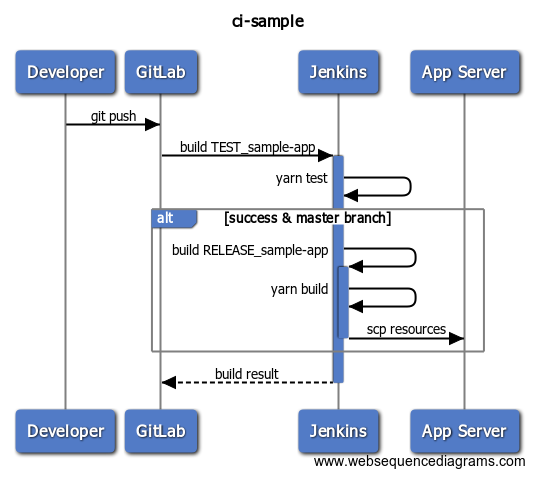 ci-sample
Developer GitLab Jenkins App Server
git push
build TEST_sample-app
yarn test
alt [success & master branch]
build RELEASE_sample-app
yarn build
scp resources
build result
Developer GitLab Jenkins App Server
www.websequencediagrams.com